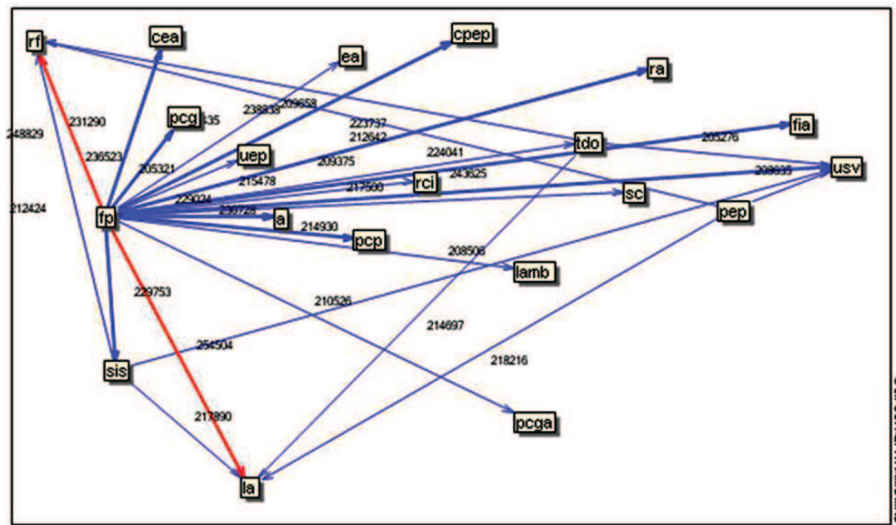 rf
cea
cpep
ea
ra
pcg
238838
209658
231290
223737
212642
fia
248829
205276
tdo
236523
205321
uep
209375
224041
usv
215478
rci
217500
243625
208635
sc
212424
229024
fp
a
214930
pcp
pep
208508
lamb
229753
210526
214697
254504
218216
sis
217890
pcga
la